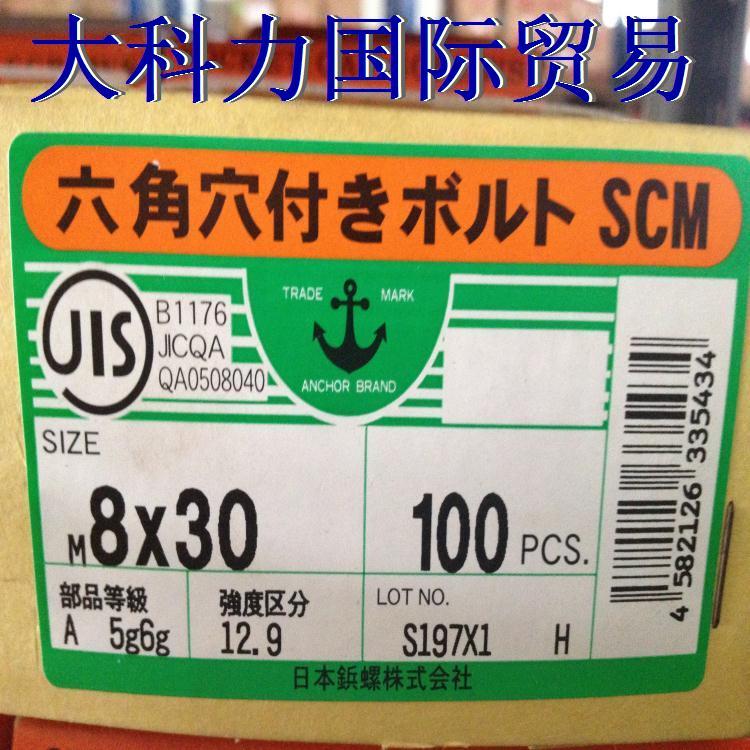 大科力国际贸易
六角穴付きボルト SCM
JIS
B1176
JICQA
QA0508040
TRADE MARK
ANCHOR BRAND
SIZE
M8x30
100 PCS.
部品等級
A 5g6g
強度区分
12.9
LOT NO.
S197X1 H
日本鋲螺株式会社
4 582126 335434